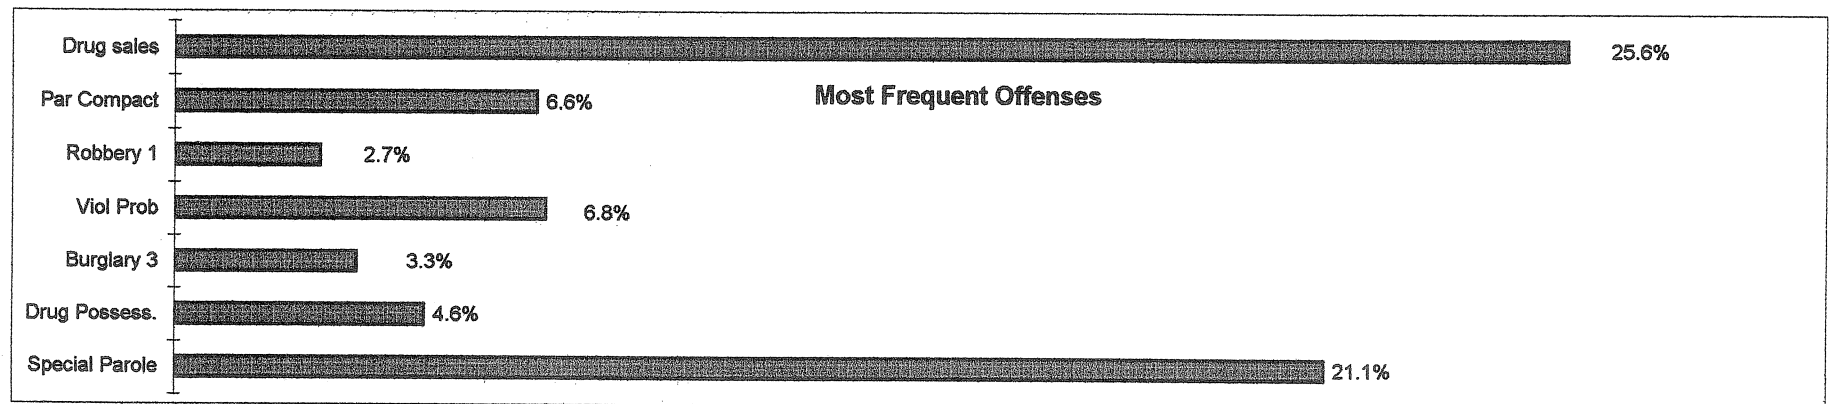 Drug sales 25.6%
Most Frequent Offenses
Par Compact 6.6%
Robbery 1 2.7%
Viol Prob 6.8%
Burglary 3 3.3%
Drug Possess. 4.6%
Special Parole 21.1%